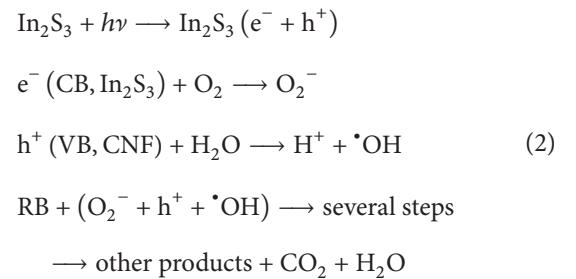 In₂S₃ + hν ⟶ In₂S₃ (e⁻ + h⁺)
e⁻ (CB, In₂S₃) + O₂ ⟶ O₂⁻
h⁺ (VB, CNF) + H₂O ⟶ H⁺ + •OH (2)
RB + (O₂⁻ + h⁺ + •OH) ⟶ several steps
⟶ other products + CO₂ + H₂O